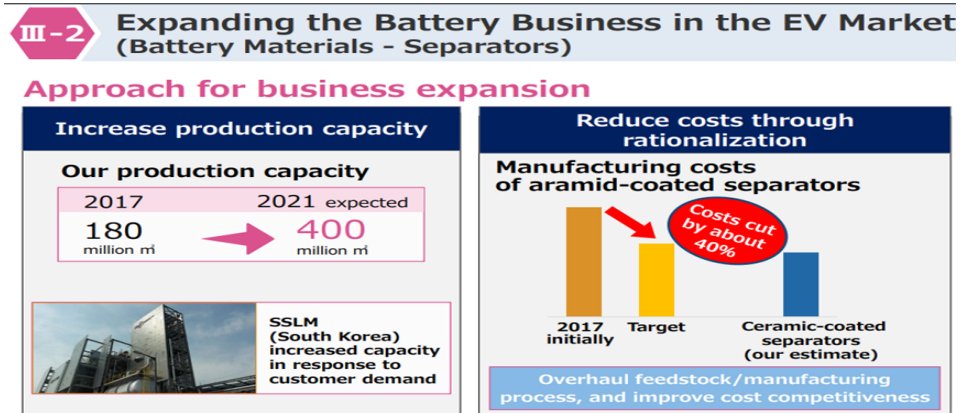 III-2
Expanding the Battery Business in the EV Market
(Battery Materials - Separators)
Approach for business expansion
Increase production capacity
Our production capacity
2017
2021 expected
180
million ㎡
400
million ㎡
SSLM
(South Korea)
increased capacity
in response to
customer demand
Reduce costs through
rationalization
Manufacturing costs
of aramid-coated separators
Costs cut
by about
40%
2017
initially
Target
Ceramic-coated
separators
(our estimate)
Overhaul feedstock/manufacturing
process, and improve cost competitiveness